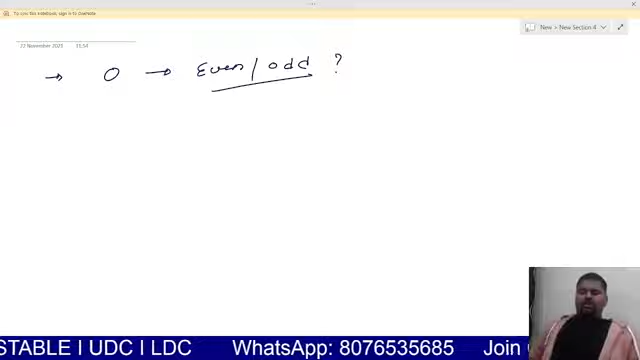 To sync this notebook, sign in to OneNote.
New + New Section 4
22 November 2025 15:54
→ 0 → Even / odd ?
STABLE I UDC I LDC WhatsApp: 8076535685 Join